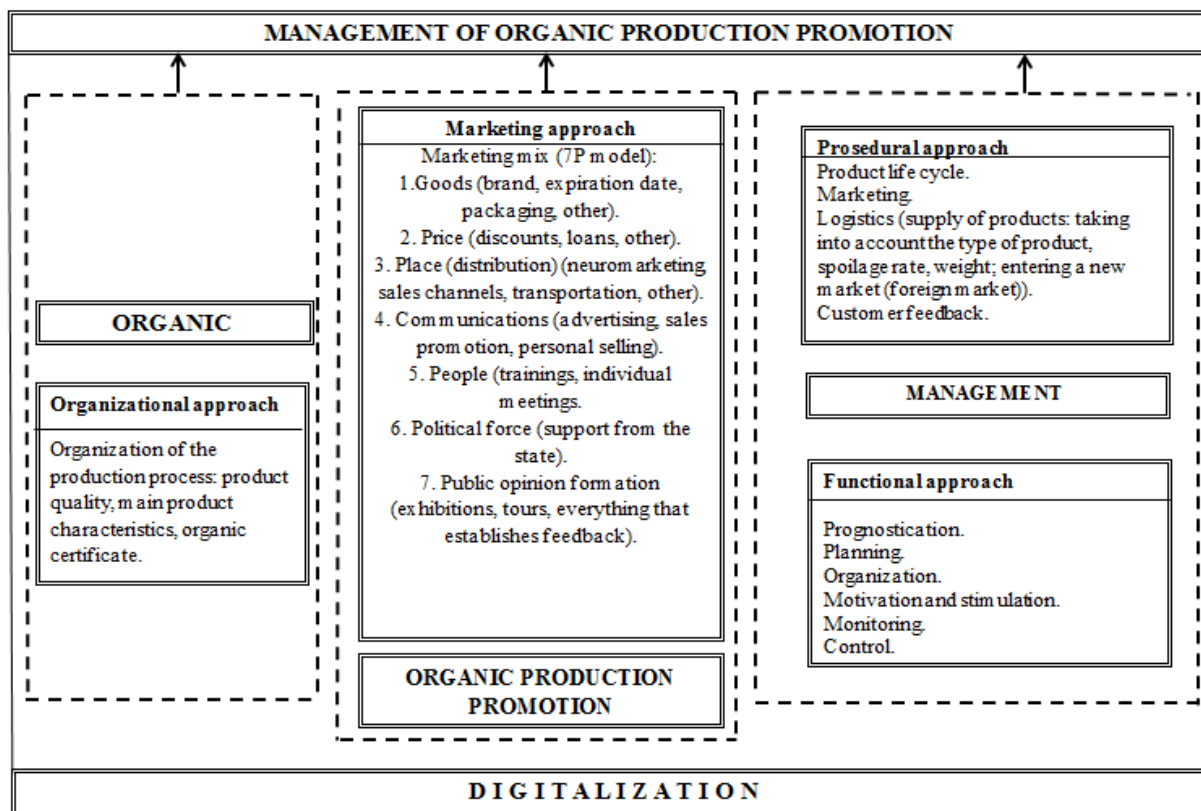 MANAGEMENT OF ORGANIC PRODUCTION PROMOTION
ORGANIC
Organizational approach
Organization of the
production process: product
quality, main product
characteristics, organic
certificate.
Marketing approach
Marketing mix (7P model):
1.Goods (brand, expiration date,
packaging, other).
2. Price (discounts, loans, other).
3. Place (distribution) (neuromarketing,
sales channels, transportation, other).
4. Communications (advertising, sales
promotion, personal selling).
5. People (trainings, individual
meetings.
6. Political force (support from the
state).
7. Public opinion formation
(exhibitions, tours, everything that
establishes feedback).
ORGANIC PRODUCTION
PROMOTION
Prosedural approach
Product life cycle.
Marketing.
Logistics (supply of products: taking
into account the type of product,
spoilage rate, weight; entering a new
market (foreign market)).
Customer feedback.
MANAGEMENT
Functional approach
Prognostication.
Planning.
Organization.
Motivation and stimulation.
Monitoring.
Control.
D I G I T A L I Z A T I O N